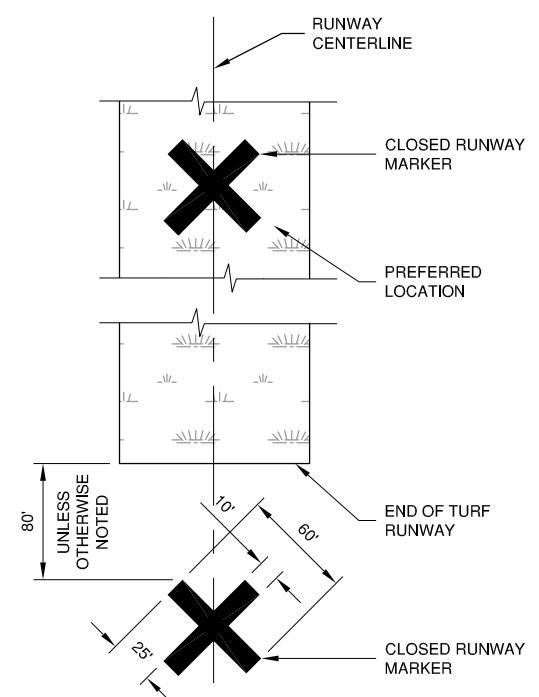 RUNWAY
CENTERLINE
CLOSED RUNWAY
MARKER
PREFERRED
LOCATION
80'
UNLESS
OTHERWISE
NOTED
10'
60'
END OF TURF
RUNWAY
25'
CLOSED RUNWAY
MARKER